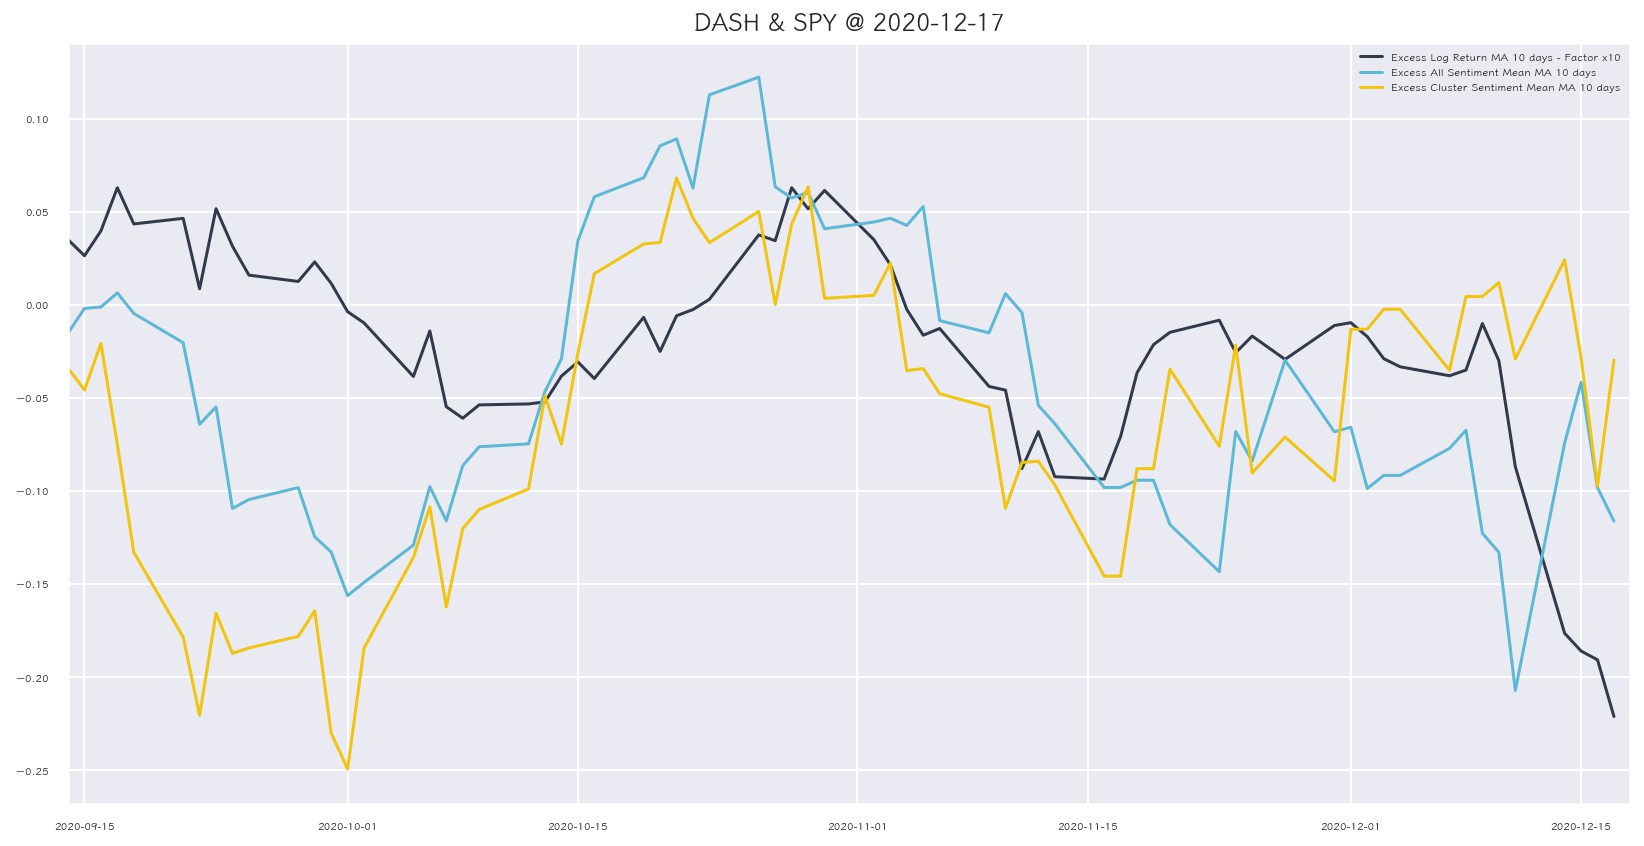 DASH & SPY @ 2020-12-17
Excess Log Return MA 10 days - Factor x10
Excess All Sentiment Mean MA 10 days
Excess Cluster Sentiment Mean MA 10 days
0.10
0.05
0.00
−0.05
−0.10
−0.15
−0.20
−0.25
2020-09-15 2020-10-01 2020-10-15 2020-11-01 2020-11-15 2020-12-01 2020-12-15